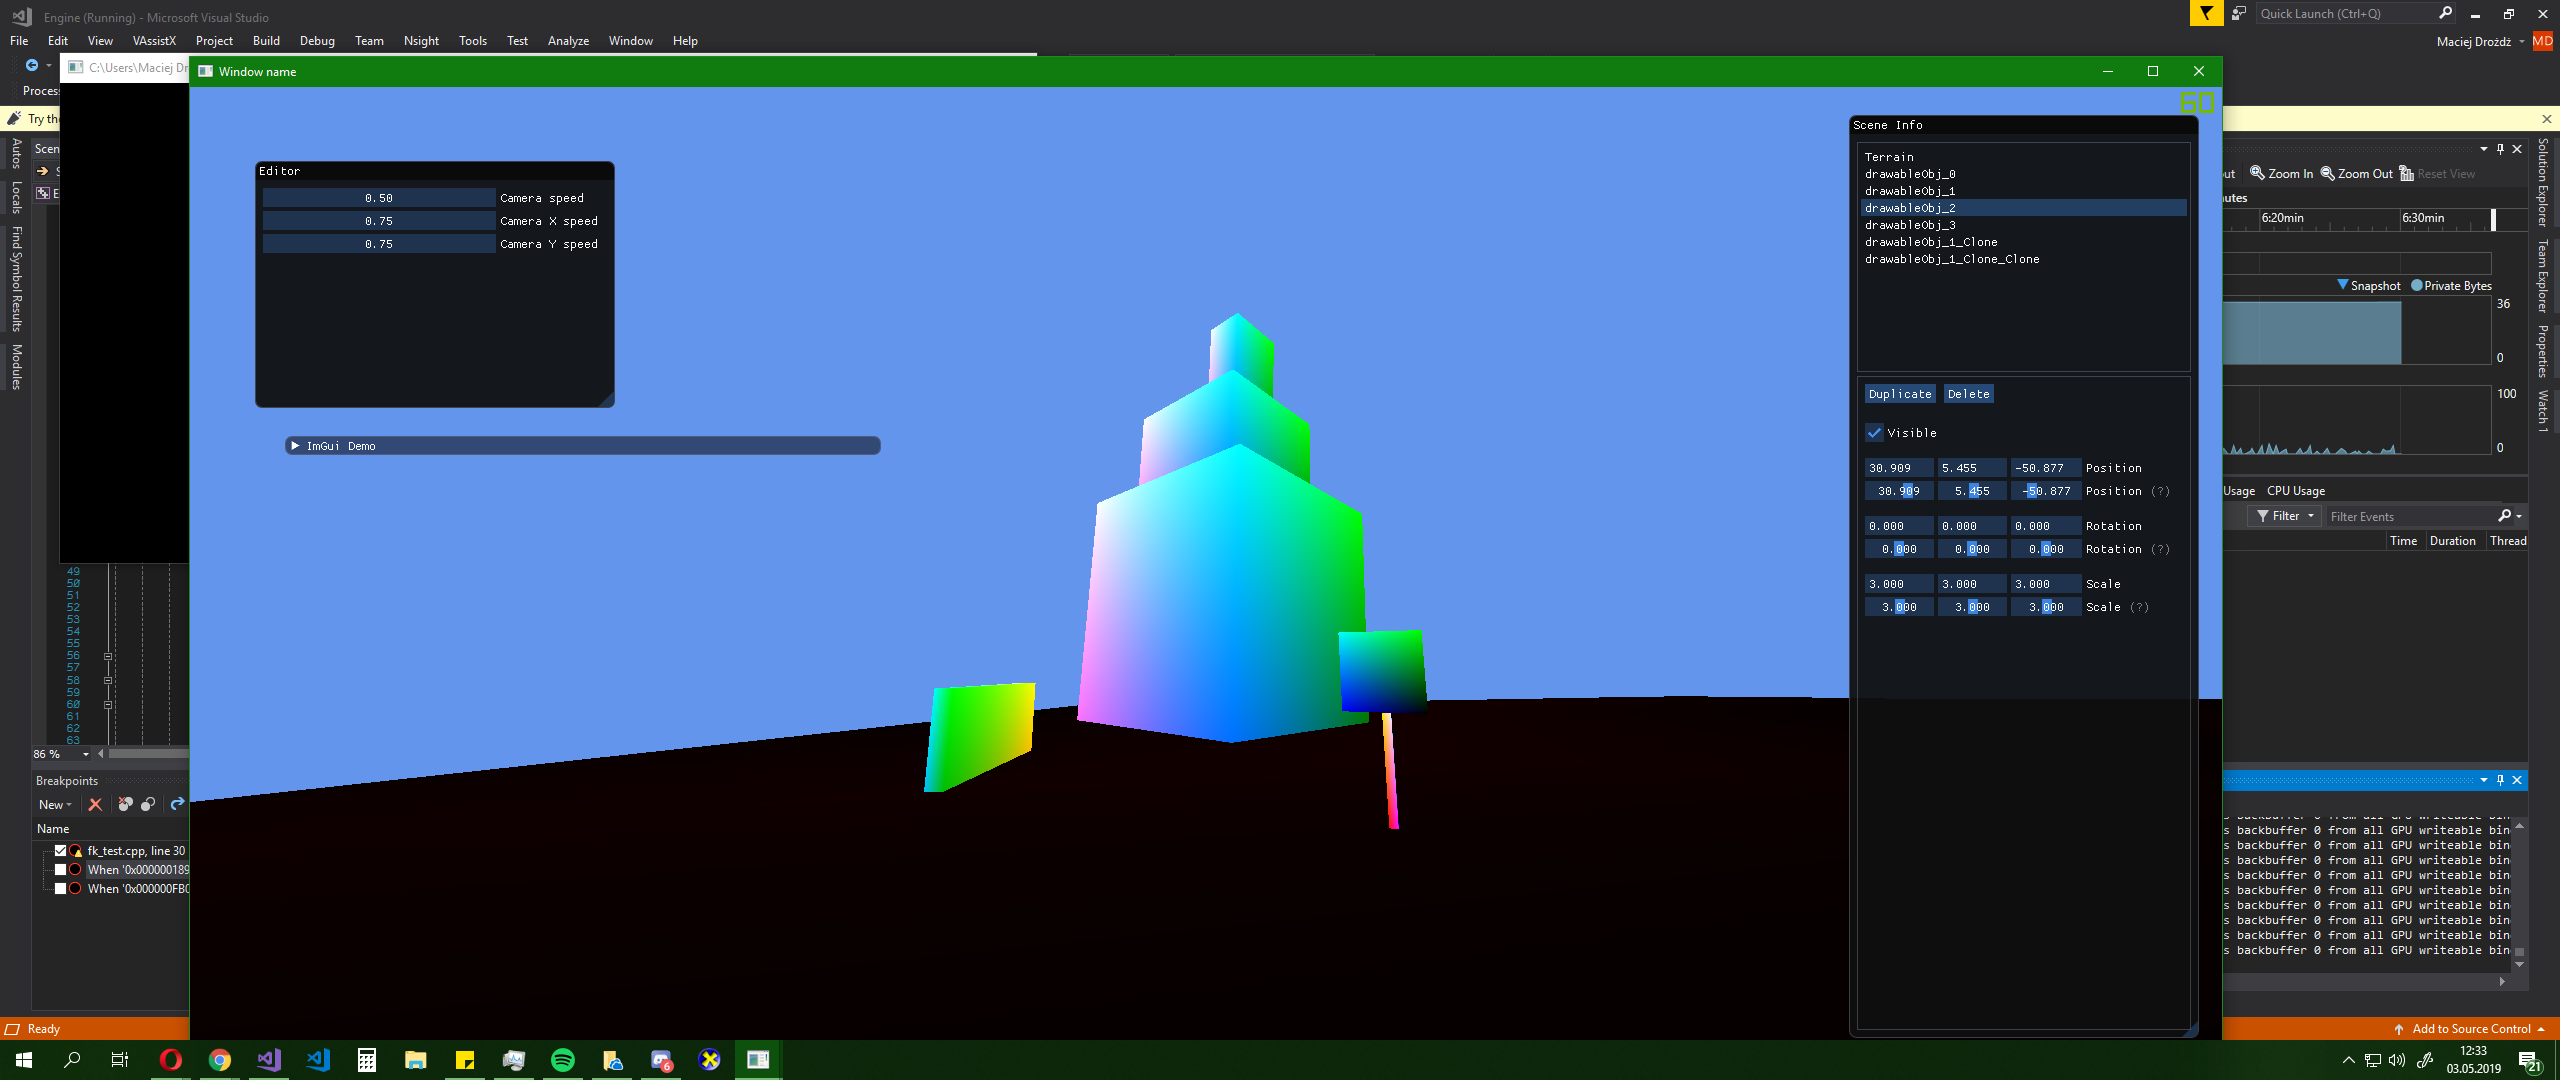 Engine (Running) - Microsoft Visual Studio
Quick Launch (Ctrl+Q)
File Edit View VAssistX Project Build Debug Team Nsight Tools Test Analyze Window Help
Maciej Drożdż MD
C:\Users\Maciej Dr
Window name
Proces
60
Try the
Autos
Locals
Find Symbol Results
Modules
Scen
S
E
Editor
0.50 Camera speed
0.75 Camera X speed
0.75 Camera Y speed
ImGui Demo
Scene Info
Terrain
drawableObj_0
drawableObj_1
drawableObj_2
drawableObj_3
drawableObj_1_Clone
drawableObj_1_Clone_Clone
Duplicate Delete
Visible
30.909 5.455 -50.877 Position
30.909 5.455 -50.877 Position (?)
0.000 0.000 0.000 Rotation
0.000 0.000 0.000 Rotation (?)
3.000 3.000 3.000 Scale
3.000 3.000 3.000 Scale (?)
out Zoom In Zoom Out Reset View
utes
6:20min 6:30min
Snapshot Private Bytes
36
0
100
0
Usage CPU Usage
Filter Filter Events
Time Duration Thread
Solution Explorer
Team Explorer
Properties
Watch 1
49
50
51
52
53
54
55
56
57
58
59
60
61
62
63
86 %
Breakpoints
New
Name
fk_test.cpp, line 30
When '0x000000189
When '0x000000FB0
s backbuffer 0 from all GPU writeable bin
s backbuffer 0 from all GPU writeable bin
s backbuffer 0 from all GPU writeable bin
s backbuffer 0 from all GPU writeable bin
s backbuffer 0 from all GPU writeable bin
s backbuffer 0 from all GPU writeable bin
s backbuffer 0 from all GPU writeable bin
s backbuffer 0 from all GPU writeable bin
s backbuffer 0 from all GPU writeable bin
Ready
Add to Source Control
6
12:33
03.05.2019
21